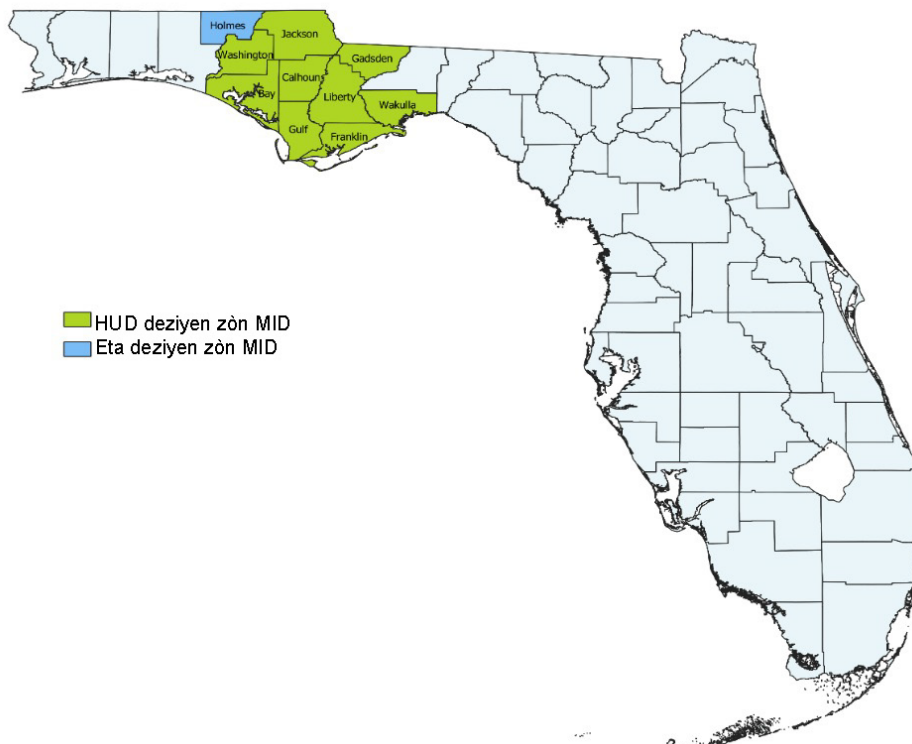 Holmes
Jackson
Washington
Gadsden
Calhoun
Bay
Liberty
Wakulla
Gulf
Franklin
HUD deziyen zòn MID
Eta deziyen zòn MID